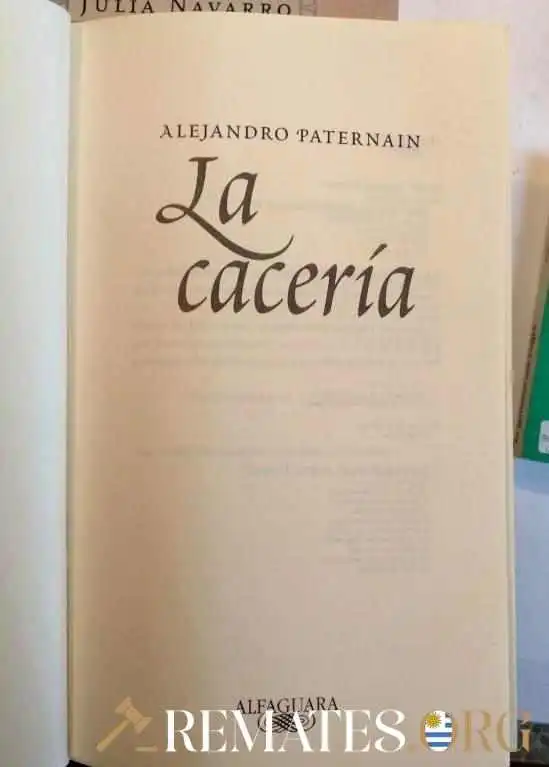 JULIA NAVARRO
ALEJANDRO PATERNAIN
La
cacería
ALFAGUARA
REMATES.ORG